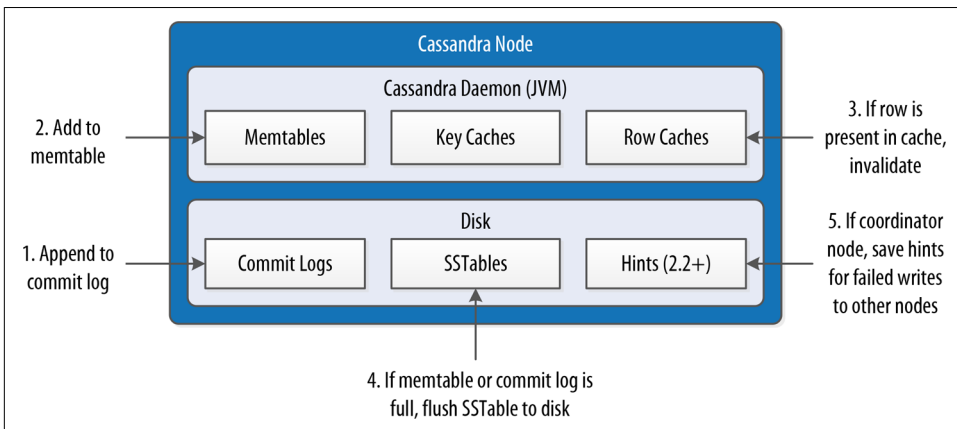 Cassandra Node
Cassandra Daemon (JVM)
2. Add to
memtable
Memtables
Key Caches
Row Caches
3. If row is
present in cache,
invalidate
Disk
1. Append to
commit log
Commit Logs
SSTables
Hints (2.2+)
5. If coordinator
node, save hints
for failed writes
to other nodes
4. If memtable or commit log is
full, flush SSTable to disk